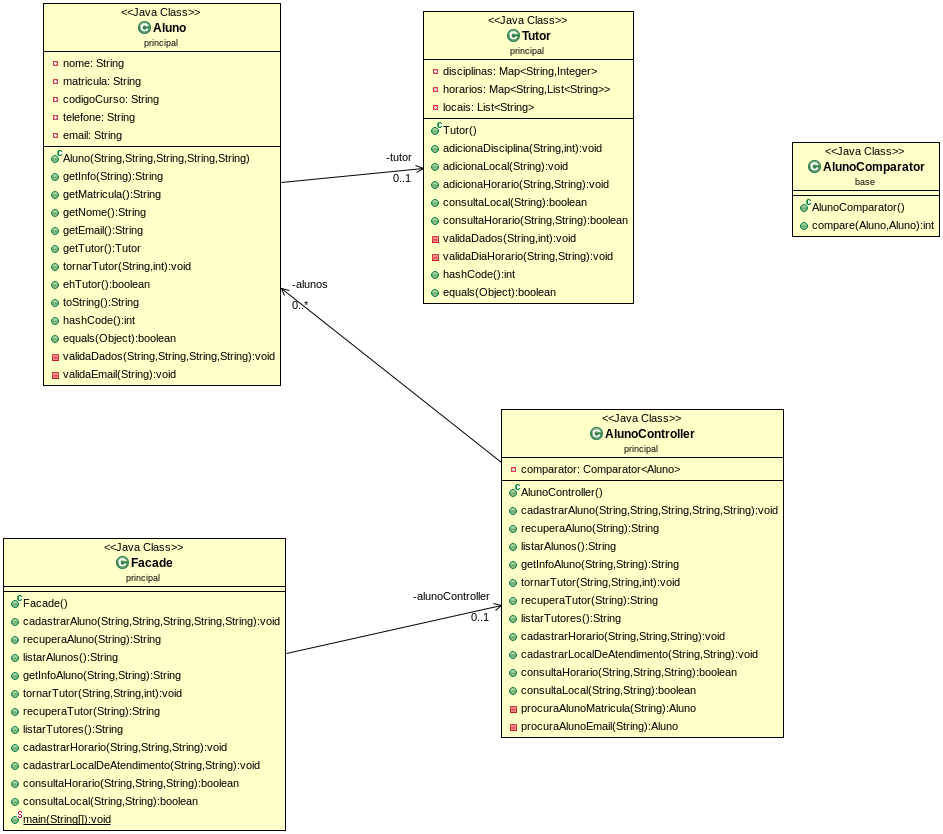 <<Java Class>>
Aluno
principal
nome: String
matricula: String
codigoCurso: String
telefone: String
email: String
Aluno(String,String,String,String,String)
getInfo(String):String
getMatricula():String
getNome():String
getEmail():String
getTutor():Tutor
tornarTutor(String,int):void
ehTutor():boolean
toString():String
hashCode():int
equals(Object):boolean
validaDados(String,String,String,String):void
validaEmail(String):void
-tutor
0..1
<<Java Class>>
Tutor
principal
disciplinas: Map<String,Integer>
horarios: Map<String,List<String>>
locais: List<String>
Tutor()
adicionaDisciplina(String,int):void
adicionaLocal(String):void
adicionaHorario(String,String):void
consultaLocal(String):boolean
consultaHorario(String,String):boolean
validaDados(String,int):void
validaDiaHorario(String,String):void
hashCode():int
equals(Object):boolean
<<Java Class>>
AlunoComparator
base
AlunoComparator()
compare(Aluno,Aluno):int
-alunos
0..*
<<Java Class>>
AlunoController
principal
comparator: Comparator<Aluno>
AlunoController()
cadastrarAluno(String,String,String,String,String):void
recuperaAluno(String):String
listarAlunos():String
getInfoAluno(String,String):String
tornarTutor(String,String,int):void
recuperaTutor(String):String
listarTutores():String
cadastrarHorario(String,String,String):void
cadastrarLocalDeAtendimento(String,String):void
consultaHorario(String,String,String):boolean
consultaLocal(String,String):boolean
procuraAlunoMatricula(String):Aluno
procuraAlunoEmail(String):Aluno
<<Java Class>>
Facade
principal
Facade()
cadastrarAluno(String,String,String,String,String):void
recuperaAluno(String):String
listarAlunos():String
getInfoAluno(String,String):String
tornarTutor(String,String,int):void
recuperaTutor(String):String
listarTutores():String
cadastrarHorario(String,String,String):void
cadastrarLocalDeAtendimento(String,String):void
consultaHorario(String,String,String):boolean
consultaLocal(String,String):boolean
main(String[]):void
-alunoController
0..1